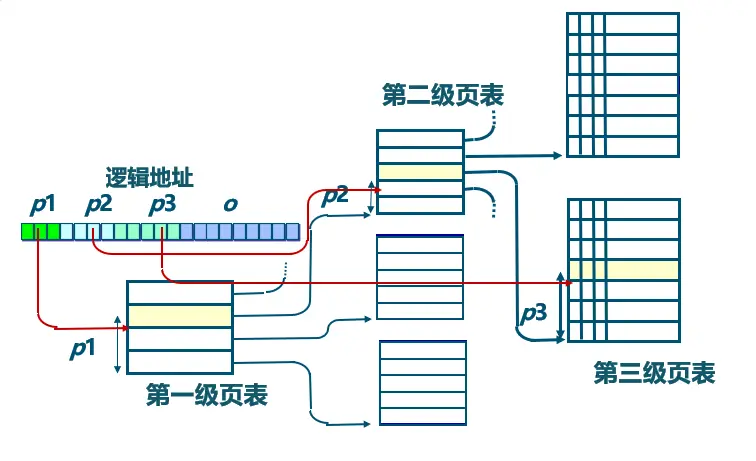 第二级页表
逻辑地址
p1 p2 p3 o
p2
p1
p3
第一级页表
第三级页表